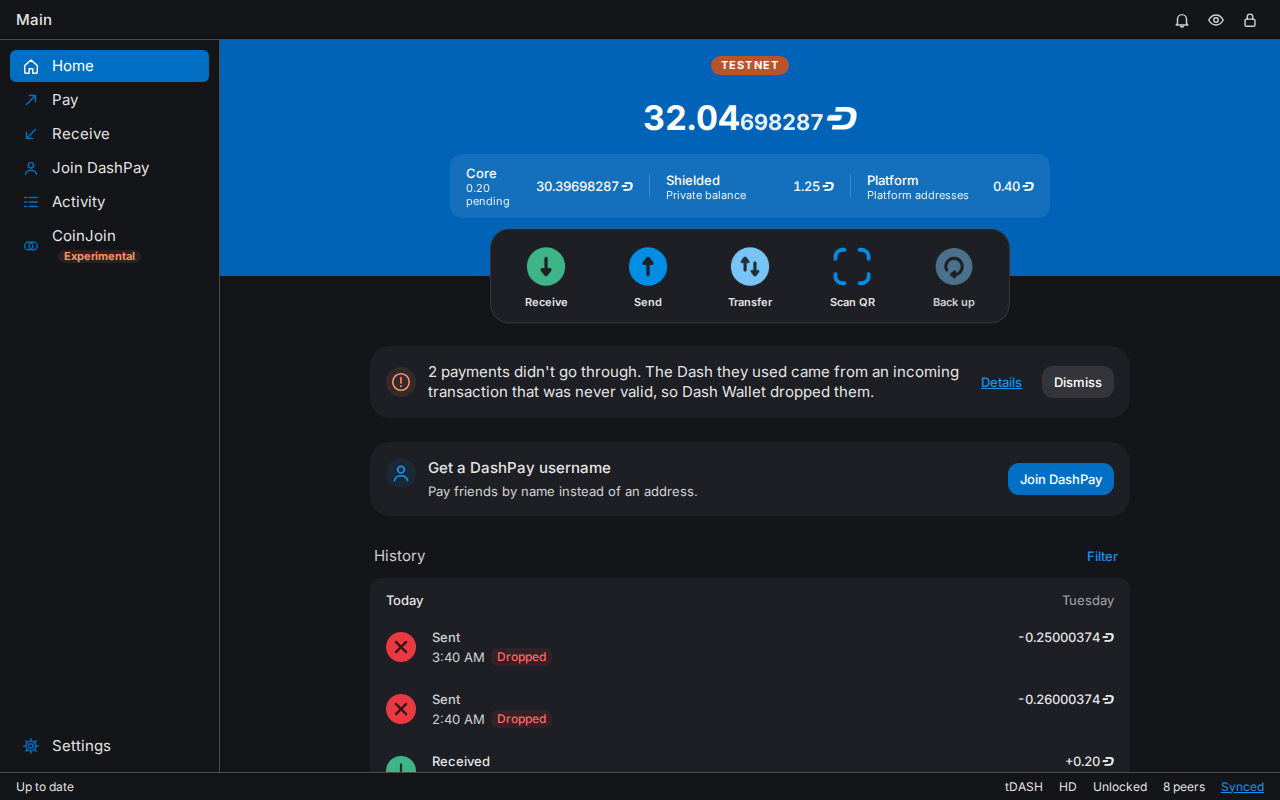 Main
Home
Pay
Receive
Join DashPay
Activity
CoinJoin
Experimental
Settings
TESTNET
32.04698287
Core
0.20
pending
30.39698287
Shielded
Private balance
1.25
Platform
Platform addresses
0.40
Receive
Send
Transfer
Scan QR
Back up
2 payments didn't go through. The Dash they used came from an incoming
transaction that was never valid, so Dash Wallet dropped them.
Details
Dismiss
Get a DashPay username
Pay friends by name instead of an address.
Join DashPay
History
Filter
Today
Tuesday
Sent
-0.25000374
3:40 AM Dropped
Sent
-0.26000374
2:40 AM Dropped
Received
+0.20
Up to date
tDASH
HD
Unlocked
8 peers
Synced